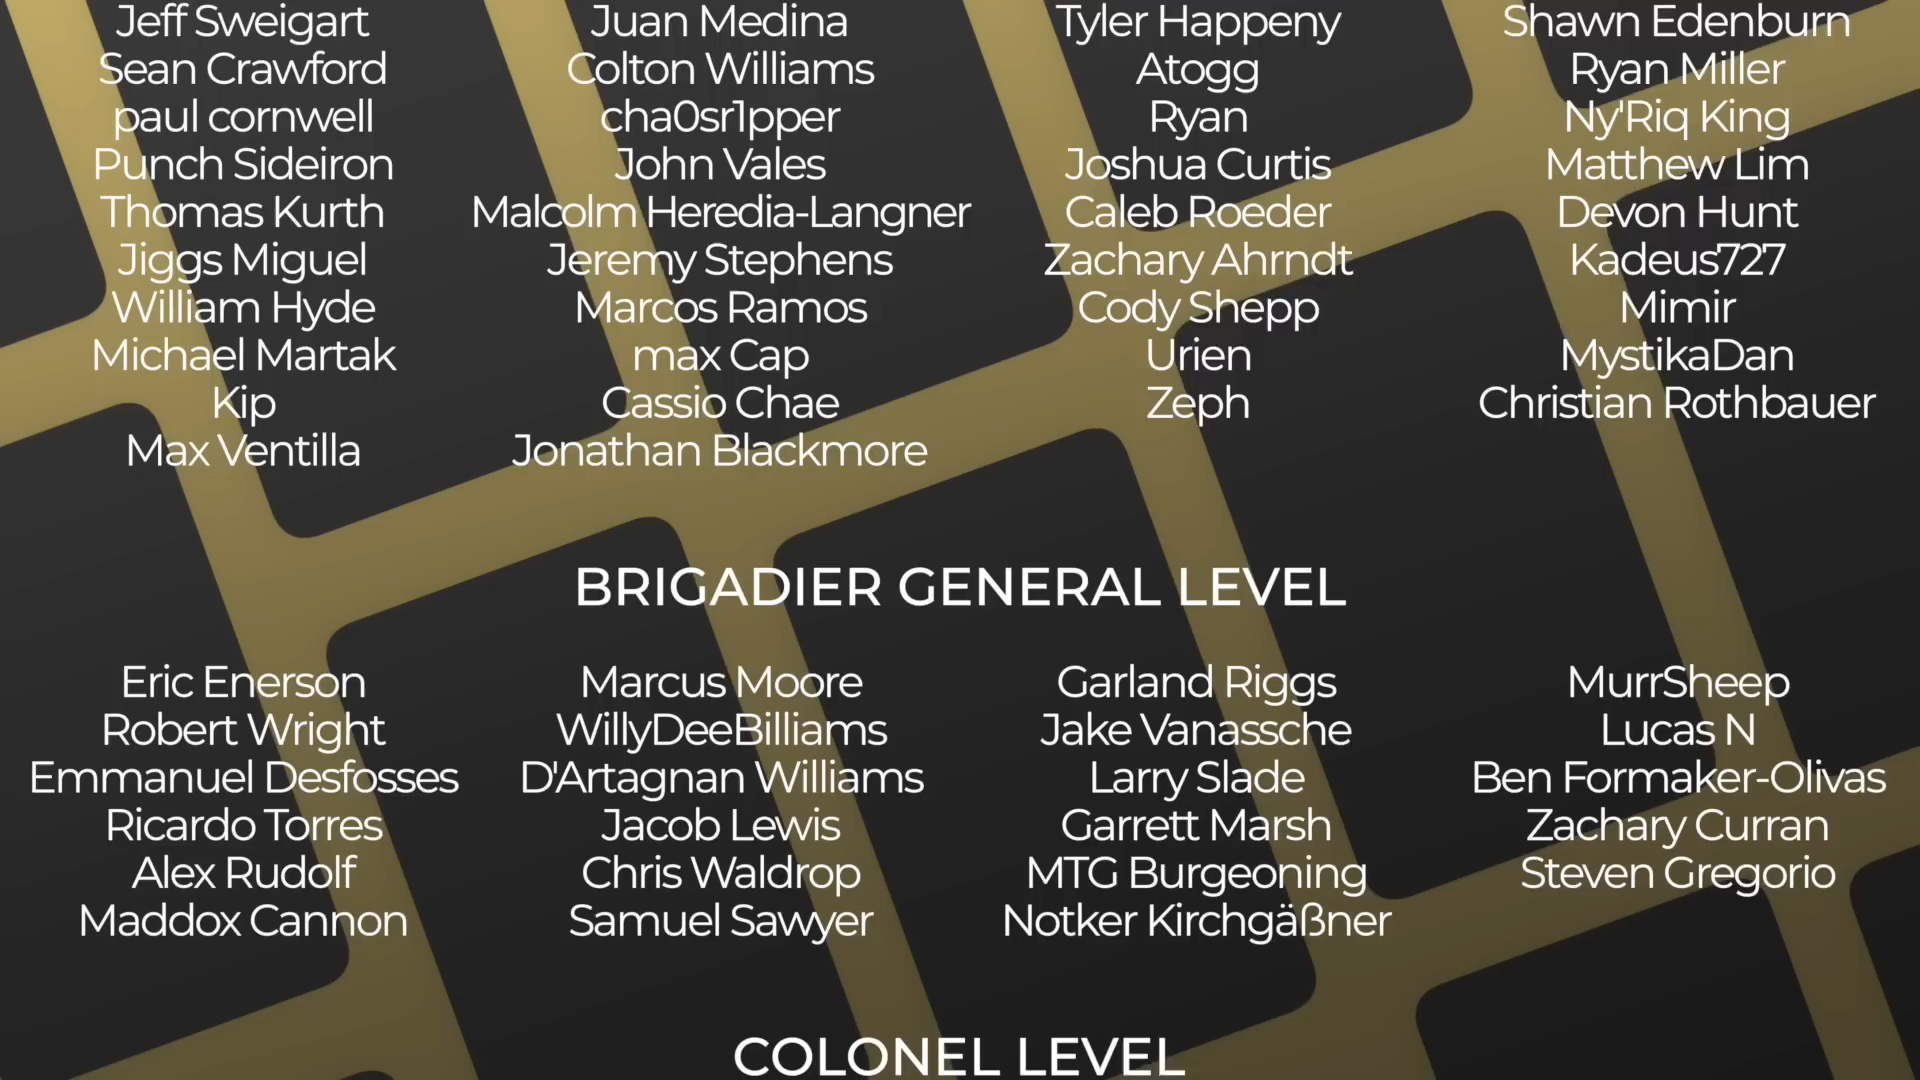 Jeff Sweigart
Sean Crawford
paul cornwell
Punch Sideiron
Thomas Kurth
Jiggs Miguel
William Hyde
Michael Martak
Kip
Max Ventilla
Juan Medina
Colton Williams
cha0sr1pper
John Vales
Malcolm Heredia-Langner
Jeremy Stephens
Marcos Ramos
max Cap
Cassio Chae
Jonathan Blackmore
Tyler Happeny
Atogg
Ryan
Joshua Curtis
Caleb Roeder
Zachary Ahrndt
Cody Shepp
Urien
Zeph
Shawn Edenburn
Ryan Miller
Ny'Riq King
Matthew Lim
Devon Hunt
Kadeus727
Mimir
MystikaDan
Christian Rothbauer
BRIGADIER GENERAL LEVEL
Eric Enerson
Robert Wright
Emmanuel Desfosses
Ricardo Torres
Alex Rudolf
Maddox Cannon
Marcus Moore
WillyDeeBilliams
D'Artagnan Williams
Jacob Lewis
Chris Waldrop
Samuel Sawyer
Garland Riggs
Jake Vanassche
Larry Slade
Garrett Marsh
MTG Burgeoning
Notker Kirchgäßner
MurrSheep
Lucas N
Ben Formaker-Olivas
Zachary Curran
Steven Gregorio
COLONEL LEVEL